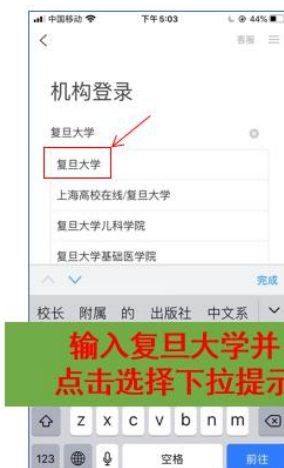 中国移动 下午5:03 44%
客服
机构登录
复旦大学
复旦大学
上海高校在线/复旦大学
复旦大学儿科学院
复旦大学基础医学院
完成
校长 附属 的 出版社 中文系
输入复旦大学并
点击选择下拉提示
z x c v b n m
123 空格 前往